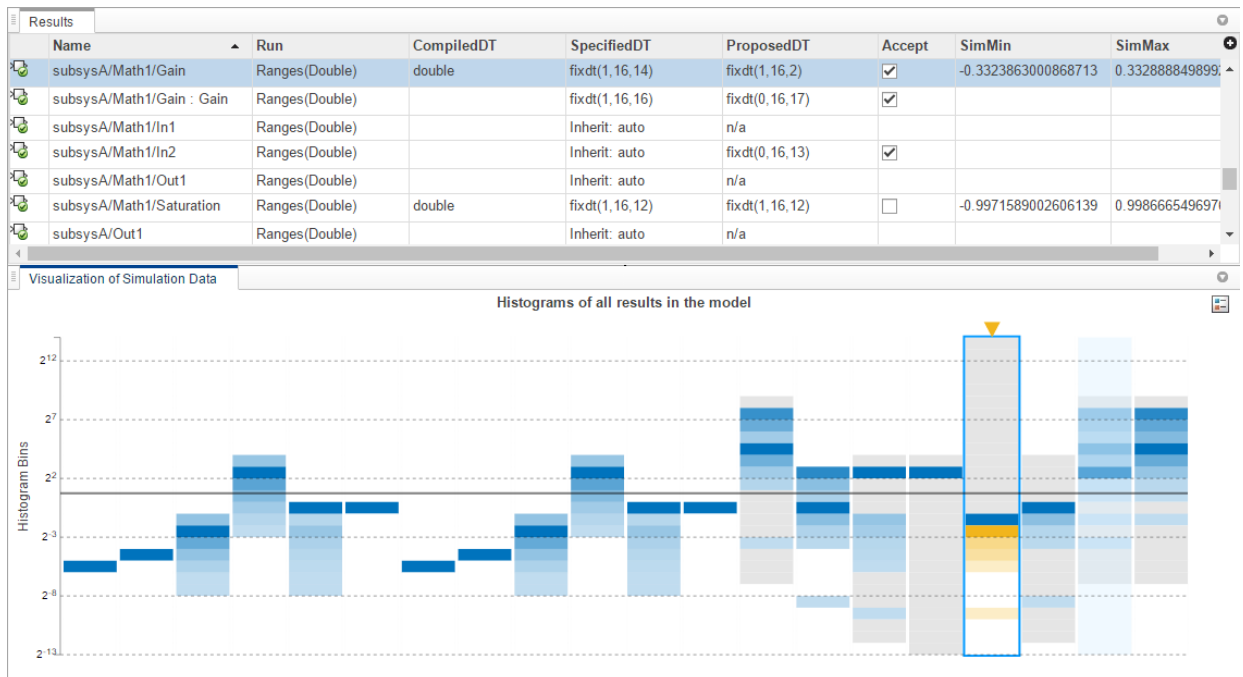 Results
Name Run CompiledDT SpecifiedDT ProposedDT Accept SimMin SimMax
subsysA/Math1/Gain Ranges(Double) double fixdt(1,16,14) fixdt(1,16,2) -0.3323863000868713 0.332888849899
subsysA/Math1/Gain : Gain Ranges(Double) fixdt(1,16,16) fixdt(0,16,17)
subsysA/Math1/In1 Ranges(Double) Inherit: auto n/a
subsysA/Math1/In2 Ranges(Double) Inherit: auto fixdt(0,16,13)
subsysA/Math1/Out1 Ranges(Double) Inherit: auto n/a
subsysA/Math1/Saturation Ranges(Double) double fixdt(1,16,12) fixdt(1,16,12) -0.9971589002606139 0.99866654969
subsysA/Out1 Ranges(Double) Inherit: auto n/a
Visualization of Simulation Data
Histograms of all results in the model
Histogram Bins
2^12
2^7
2^2
2^-3
2^-8
2^-13